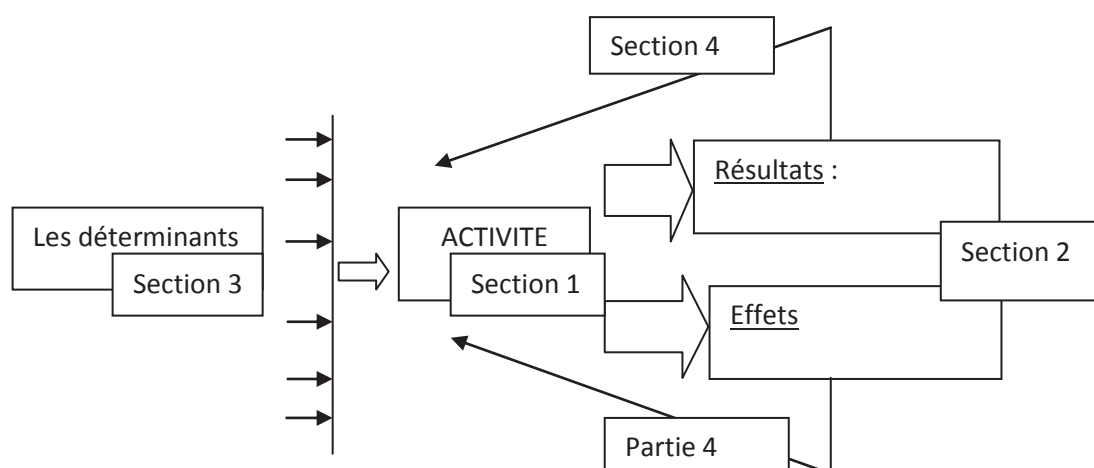 Section 4
Résultats :
Les déterminants
Section 3
ACTIVITE
Section 1
Section 2
Effets
Partie 4